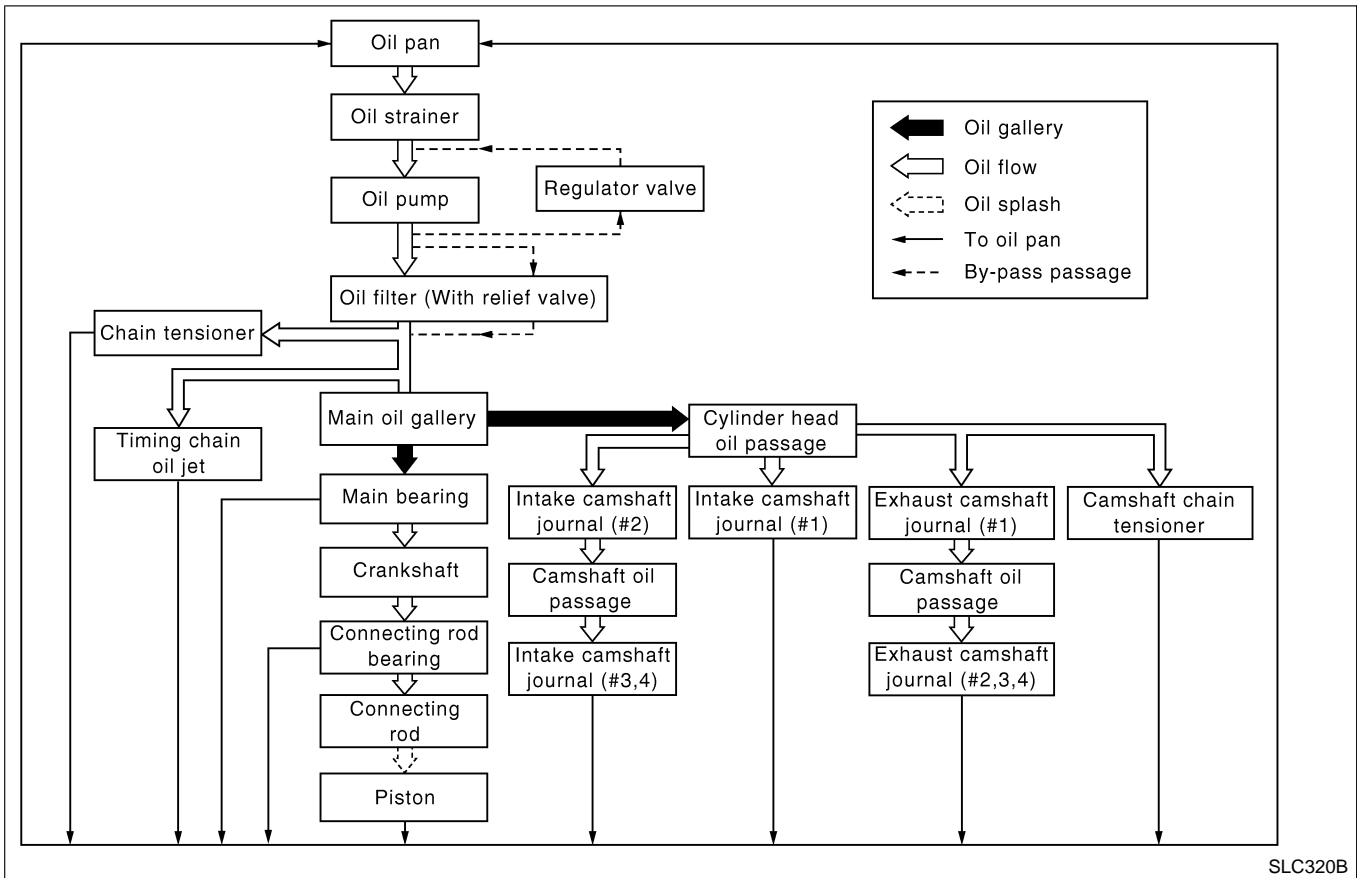 Oil pan
Oil strainer
Oil pump
Regulator valve
Oil gallery
Oil flow
Oil splash
To oil pan
By-pass passage
Oil filter (With relief valve)
Chain tensioner
Timing chain
oil jet
Main oil gallery
Cylinder head
oil passage
Main bearing
Intake camshaft
journal (#2)
Intake camshaft
journal (#1)
Exhaust camshaft
journal (#1)
Camshaft chain
tensioner
Crankshaft
Camshaft oil
passage
Camshaft oil
passage
Connecting rod
bearing
Intake camshaft
journal (#3,4)
Exhaust camshaft
journal (#2,3,4)
Connecting
rod
Piston
SLC320B